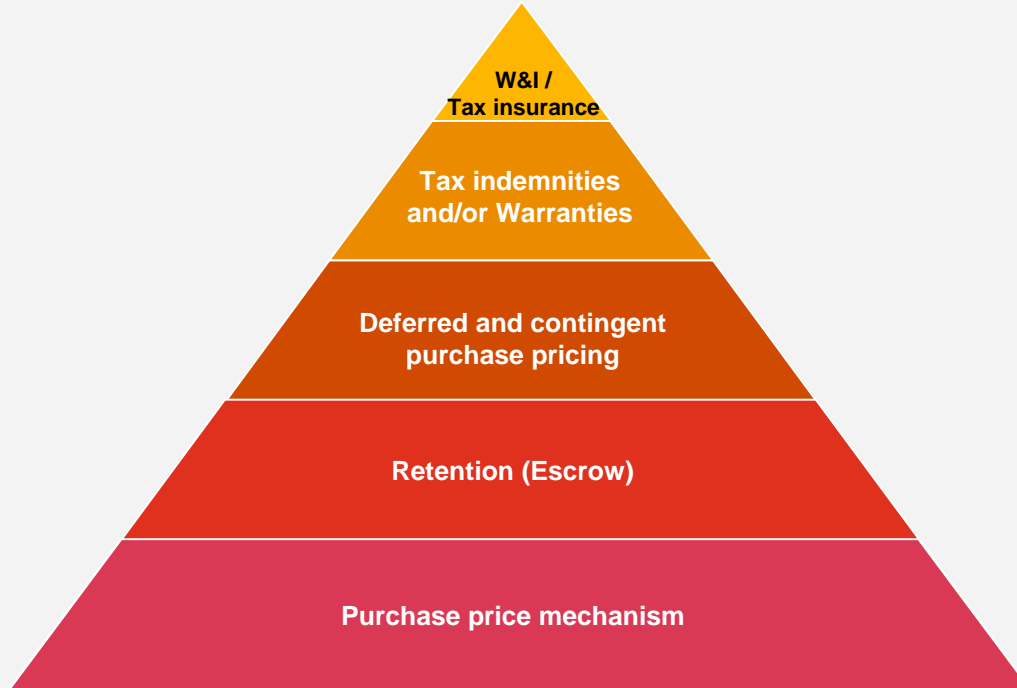 W&I /
Tax insurance
Tax indemnities
and/or Warranties
Deferred and contingent
purchase pricing
Retention (Escrow)
Purchase price mechanism